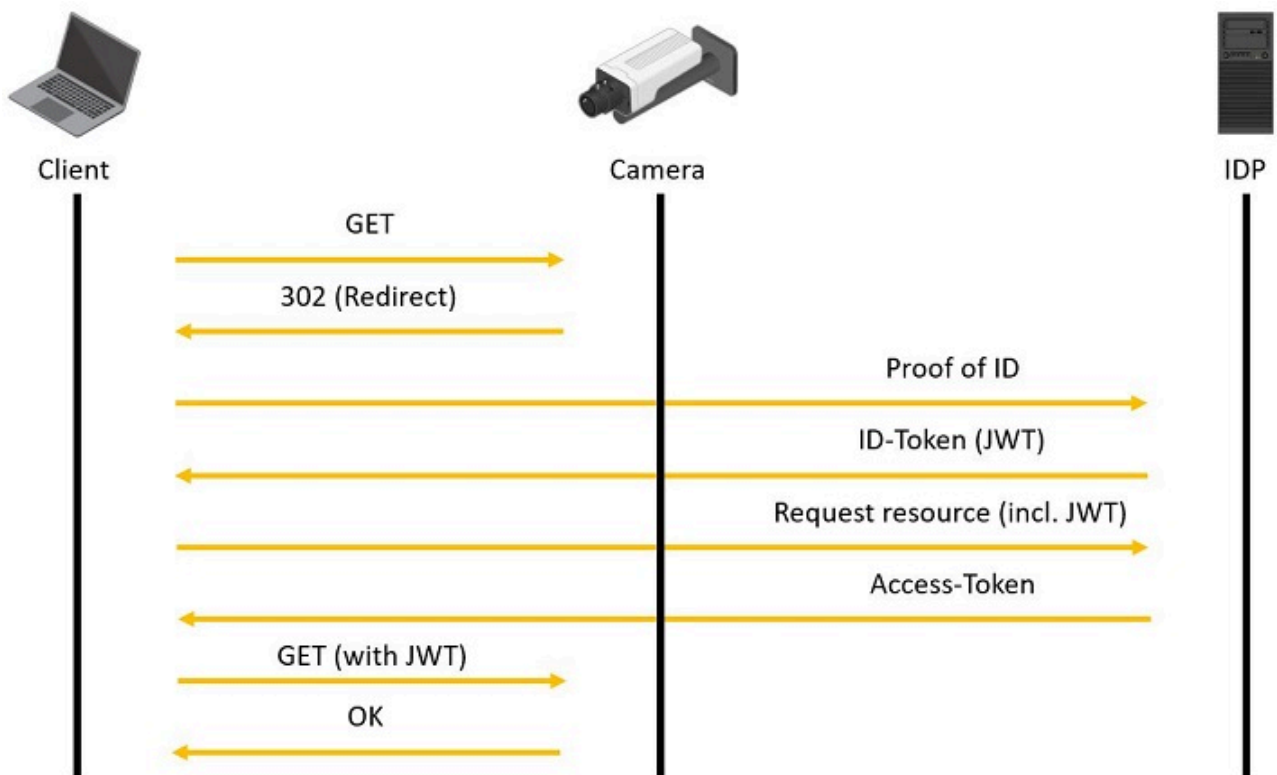 Client
Camera
IDP
GET
302 (Redirect)
Proof of ID
ID-Token (JWT)
Request resource (incl. JWT)
Access-Token
GET (with JWT)
OK